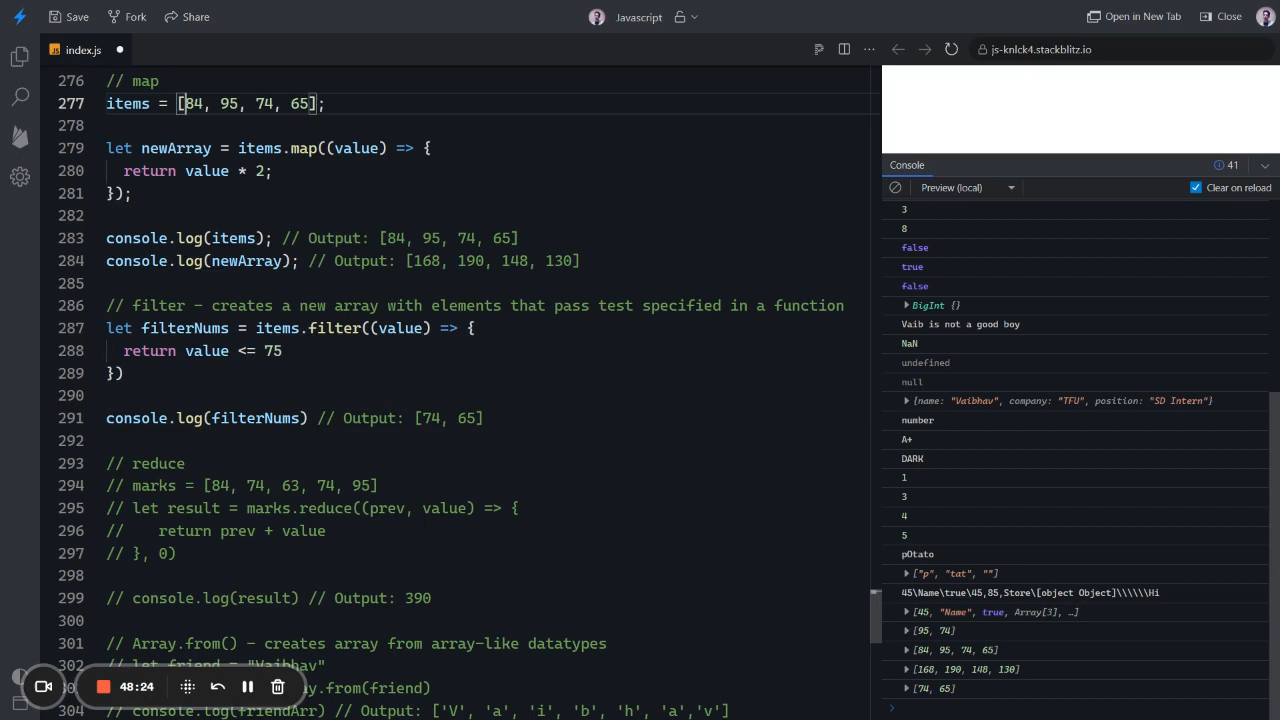 Save Fork Share Javascript Open in New Tab Close
JS index.js js-knlck4.stackblitz.io
276 // map
277 items = [84, 95, 74, 65];
278
279 let newArray = items.map((value) => {
280 return value * 2;
281 });
282
283 console.log(items); // Output: [84, 95, 74, 65]
284 console.log(newArray); // Output: [168, 190, 148, 130]
285
286 // filter - creates a new array with elements that pass test specified in a function
287 let filterNums = items.filter((value) => {
288 return value <= 75
289 })
290
291 console.log(filterNums) // Output: [74, 65]
292
293 // reduce
294 // marks = [84, 74, 63, 74, 95]
295 // let result = marks.reduce((prev, value) => {
296 // return prev + value
297 // }, 0)
298
299 // console.log(result) // Output: 390
300
301 // Array.from() - creates array from array-like datatypes
302 // let friend = "Vaibhav"
ay.from(friend)
304 // console.log(friendArr) // Output: ['V', 'a', 'i', 'b', 'h', 'a','v']
48:24
Console 41
Preview (local) Clear on reload
3
8
false
true
false
BigInt {}
Vaib is not a good boy
NaN
undefined
null
{name: "Vaibhav", company: "TFU", position: "SD Intern"}
number
A+
DARK
1
3
4
5
pOtato
["p", "tat", ""]
45\Name\true\45,85,Store\[object Object]\\\\\\Hi
[45, "Name", true, Array[3], …]
[95, 74]
[84, 95, 74, 65]
[168, 190, 148, 130]
[74, 65]